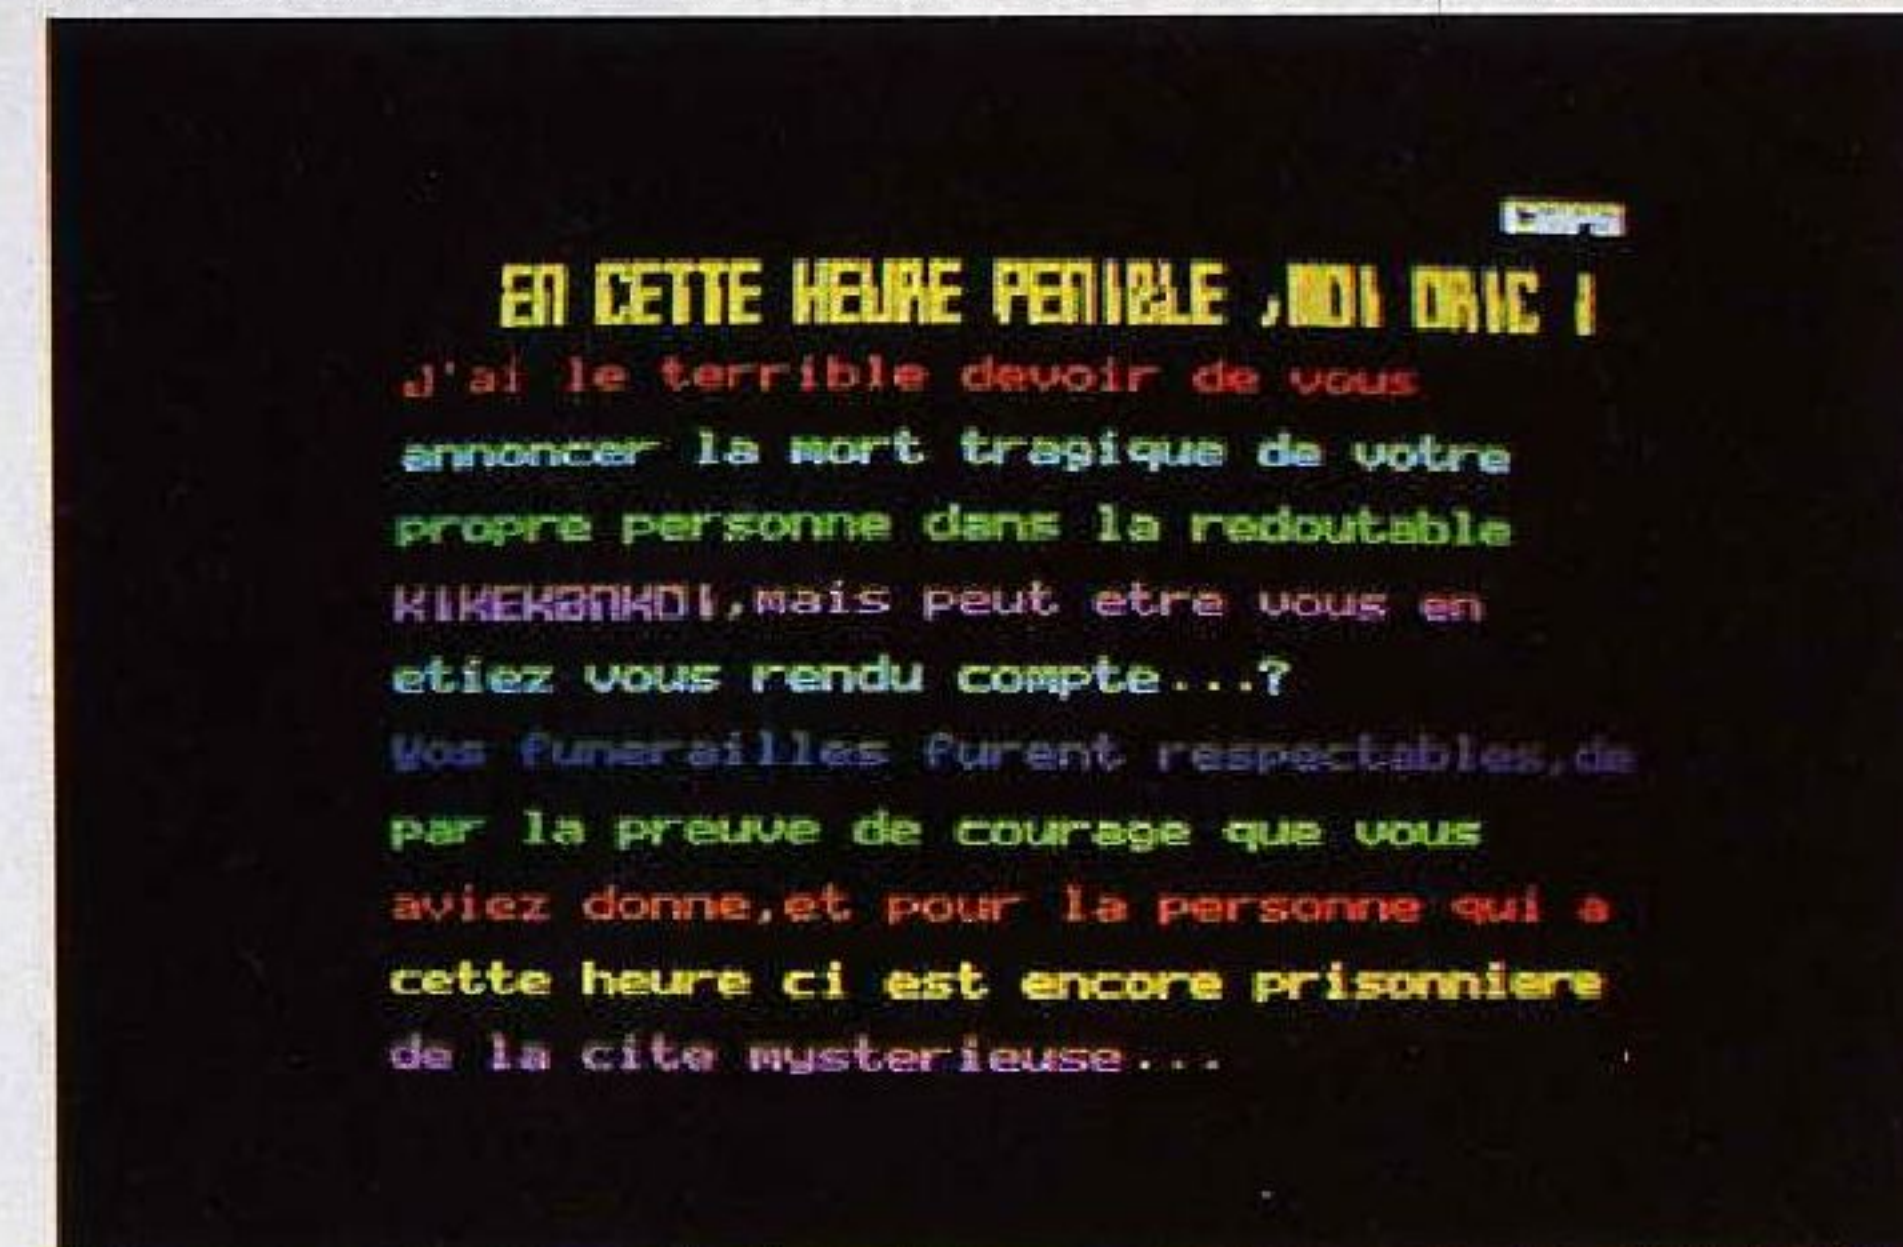 CAPS
EN CETTE HEURE PENIBLE ,MOI ORIC 1
J'ai le terrible devoir de vous
annoncer la mort tragique de votre
propre personne dans la redoutable
KIKEKANKOI,mais peut etre vous en
etiez vous rendu compte...?
Vos funerailles furent respectables,de
par la preuve de courage que vous
aviez donne,et pour la personne qui a
cette heure ci est encore prisonniere
de la cite mysterieuse...